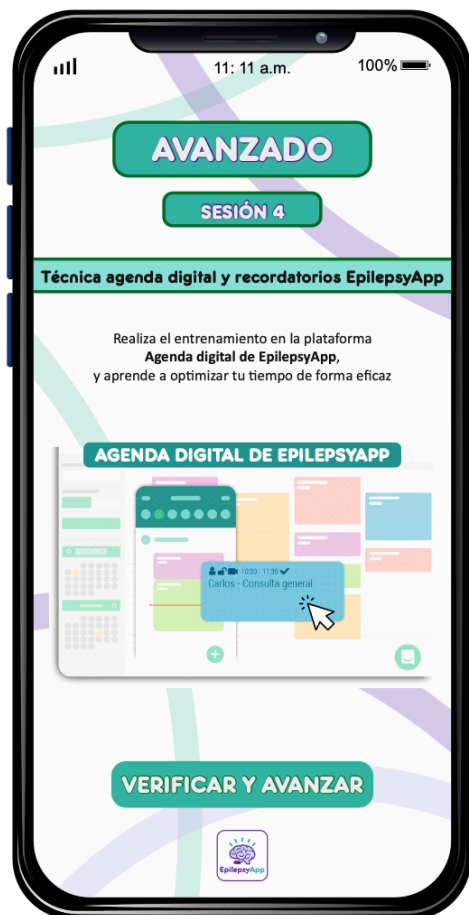 11: 11 a.m.
100%
AVANZADO
SESIÓN 4
Técnica agenda digital y recordatorios EpilepsyApp
Realiza el entrenamiento en la plataforma
Agenda digital de EpilepsyApp,
y aprende a optimizar tu tiempo de forma eficaz
AGENDA DIGITAL DE EPILEPSYAPP
10:00 - 11:30
Carlos - Consulta general
VERIFICAR Y AVANZAR
EpilepsyApp